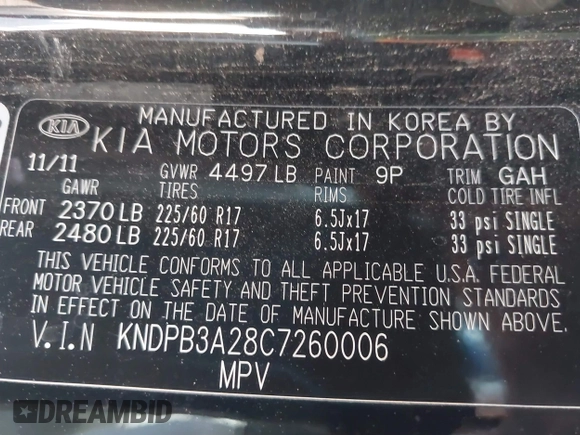 MANUFACTURED IN KOREA BY
KIA KIA MOTORS CORPORATION
11/11 GVWR 4497 LB PAINT 9P TRIM GAH
GAWR TIRES RIMS COLD TIRE INFL
FRONT 2370 LB 225/60 R17 6.5Jx17 33 psi SINGLE
REAR 2480 LB 225/60 R17 6.5Jx17 33 psi SINGLE
THIS VEHICLE CONFORMS TO ALL APPLICABLE U.S.A. FEDERAL
MOTOR VEHICLE SAFETY AND THEFT PREVENTION STANDARDS
IN EFFECT ON THE DATE OF MANUFACTURE SHOWN ABOVE.
V.I.N KNDPB3A28C7260006
MPV
DREAMBID